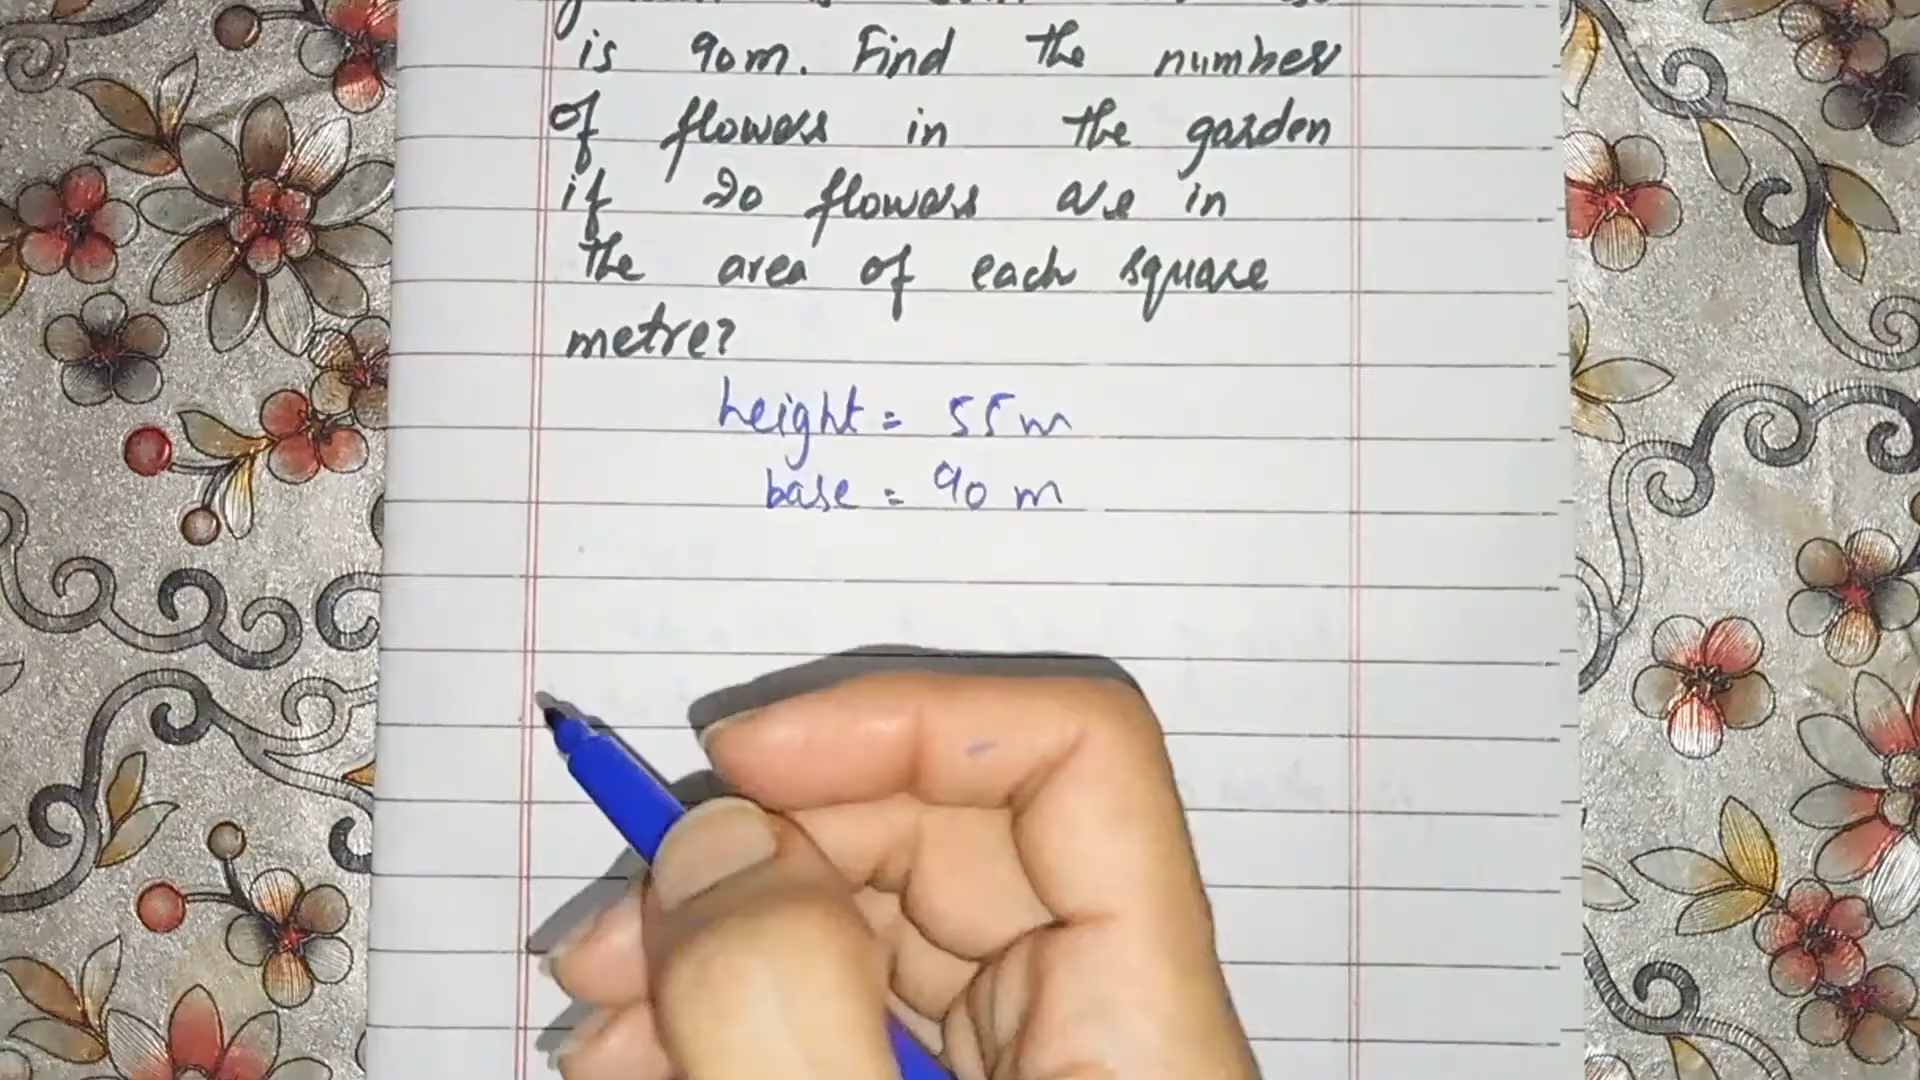 is 90m. Find the number
of flowers in the garden
if 20 flowers are in
the area of each square
metre?
height = 55m
base = 90 m